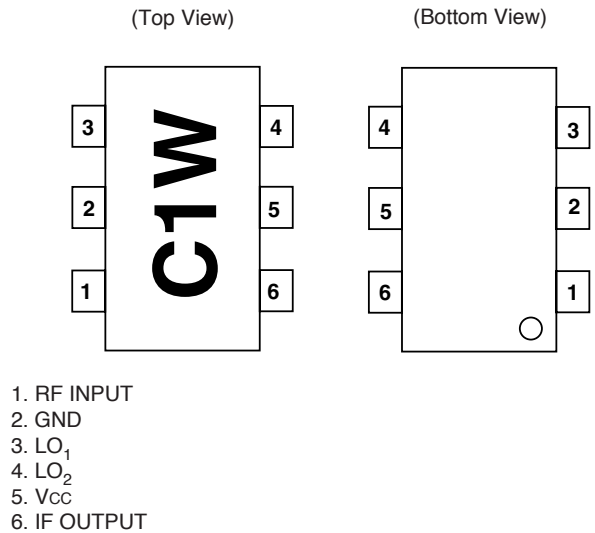 (Top View) (Bottom View)
3 4 4 3
C1W
2 5 5 2
1 6 6 1
1. RF INPUT
2. GND
3. LO1
4. LO2
5. VCC
6. IF OUTPUT